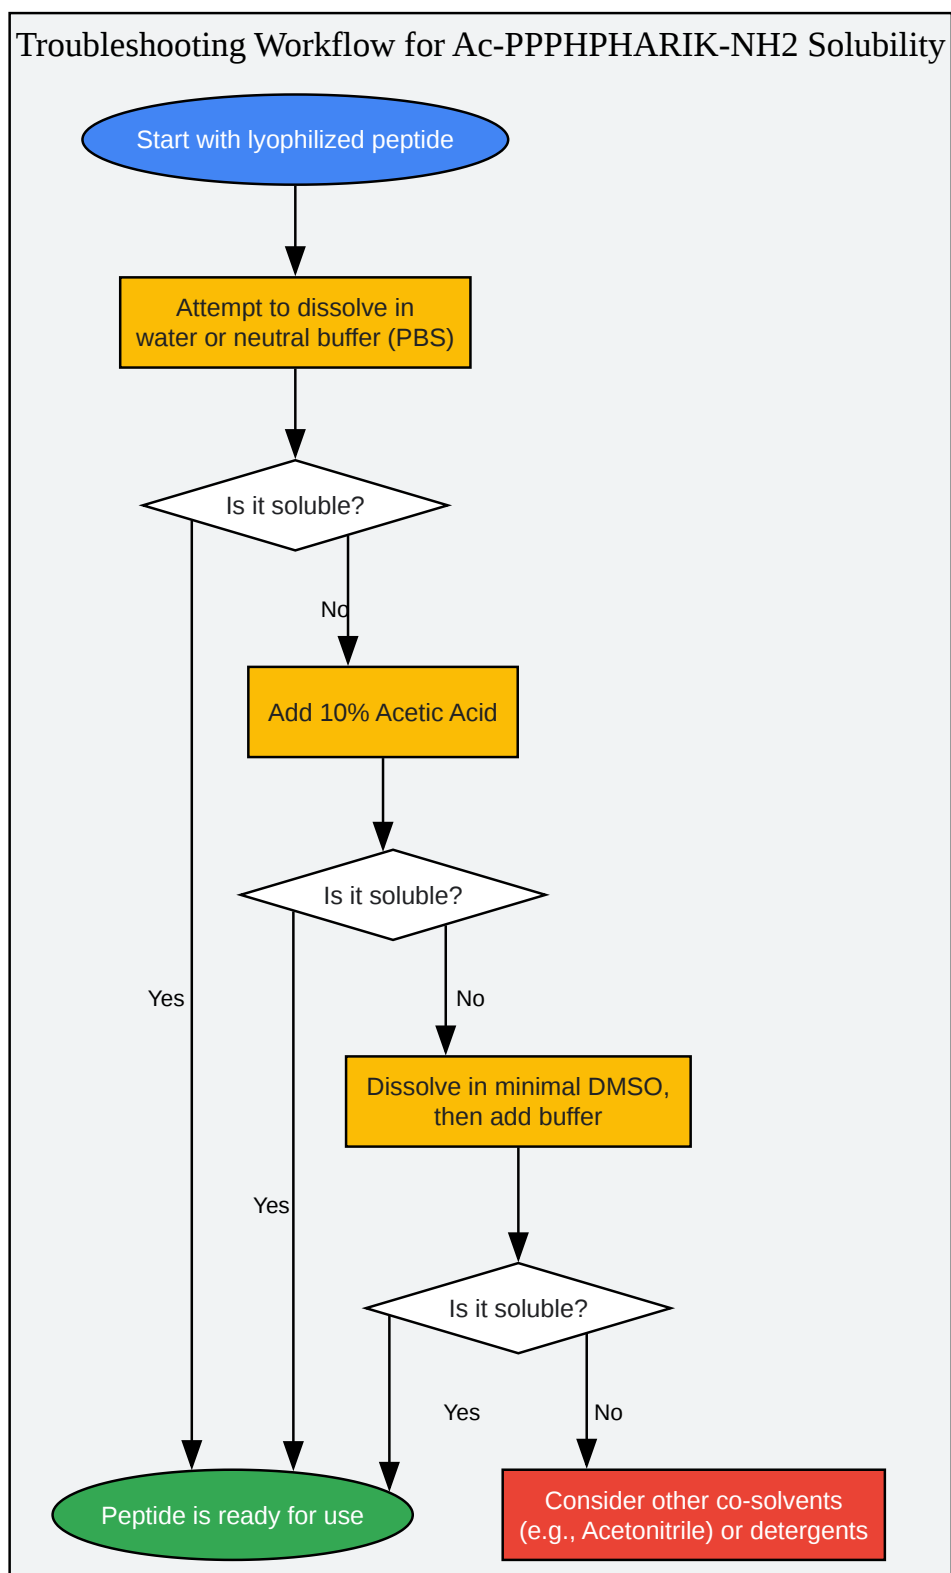 Troubleshooting Workflow for Ac-PPPHPHARIK-NH2 Solubility
Start with lyophilized peptide
Attempt to dissolve in
water or neutral buffer (PBS)
Is it soluble?
No
Add 10% Acetic Acid
Is it soluble?
Yes
No
Dissolve in minimal DMSO,
then add buffer
Yes
Is it soluble?
Yes
No
Peptide is ready for use
Consider other co-solvents
(e.g., Acetonitrile) or detergents